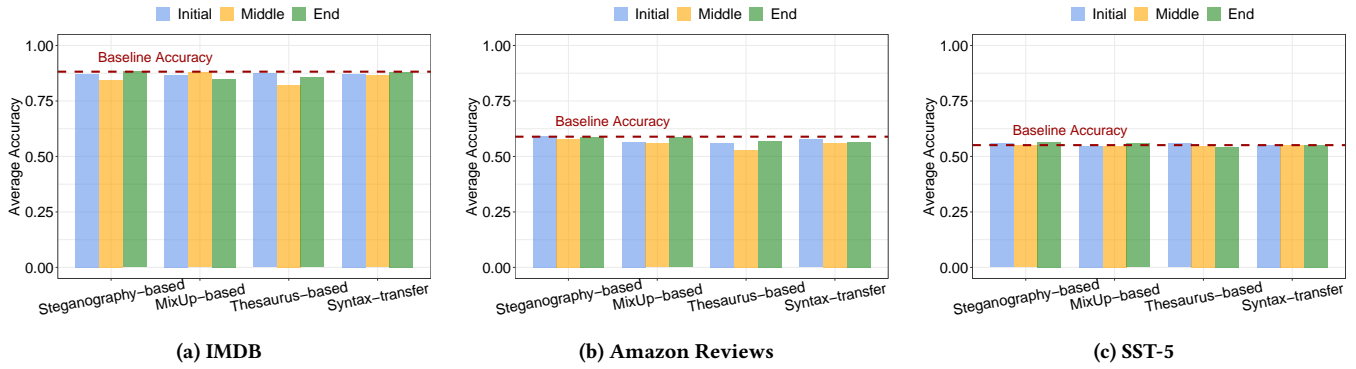 Initial Middle End
Baseline Accuracy
Average Accuracy
1.00
0.75
0.50
0.25
0.00
Steganography−based
MixUp−based
Thesaurus−based
Syntax−transfer
(a) IMDB
Initial Middle End
Baseline Accuracy
Average Accuracy
1.00
0.75
0.50
0.25
0.00
Steganography−based
MixUp−based
Thesaurus−based
Syntax−transfer
(b) Amazon Reviews
Initial Middle End
Baseline Accuracy
Average Accuracy
1.00
0.75
0.50
0.25
0.00
Steganography−based
MixUp−based
Thesaurus−based
Syntax−transfer
(c) SST-5